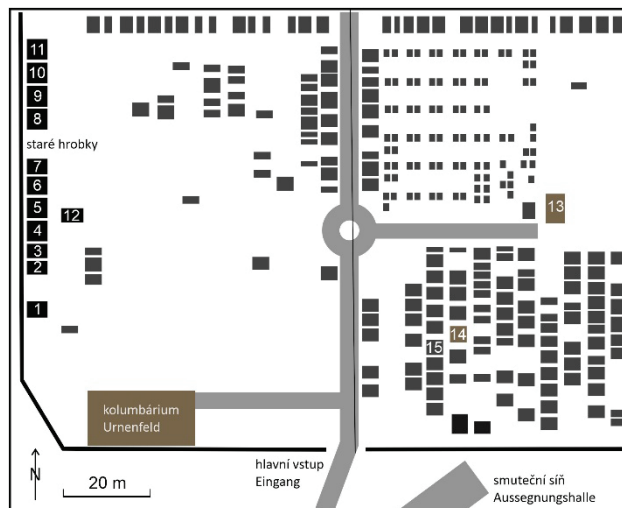 11
10
9
8
staré hrobky
7
6
5
12
13
4
3
2
1
14
15
kolumbárium
Urnenfeld
hlavní vstup
Eingang
smuteční síň
Aussegnungshalle
N
20 m